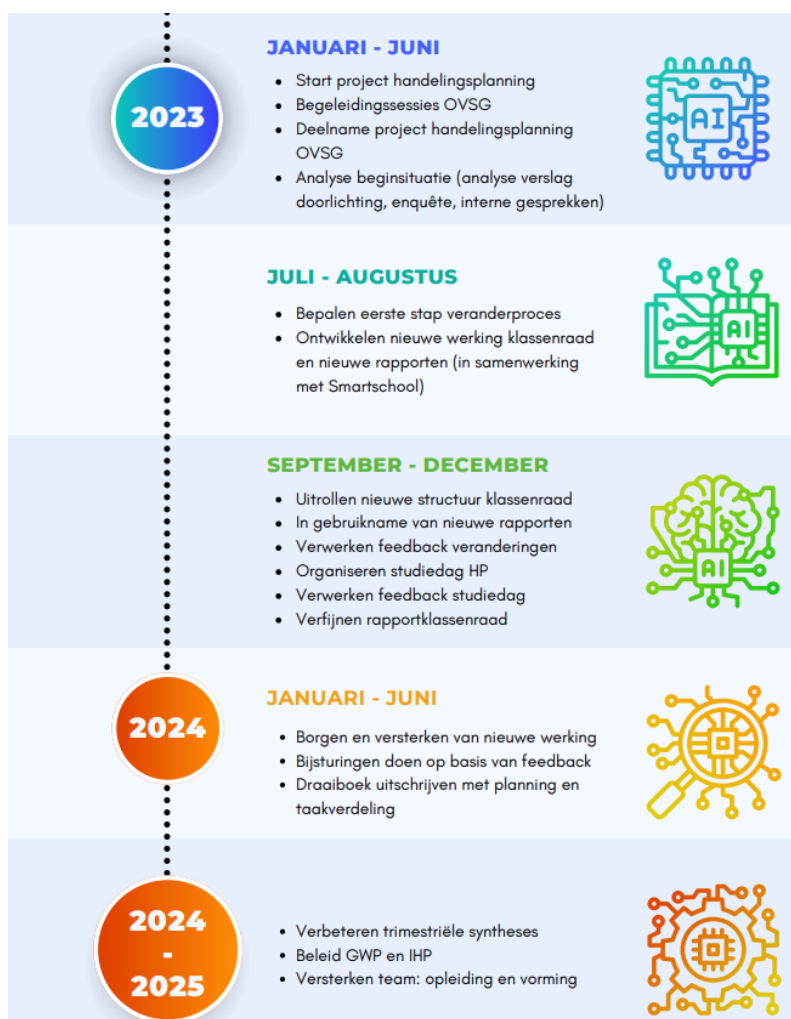 2023
JANUARI - JUNI
• Start project handelingsplanning
• Begeleidingssessies OVSG
• Deelname project handelingsplanning
OVSG
• Analyse beginsituatie (analyse verslag
doorlichting, enquête, interne gesprekken)
AI
JULI - AUGUSTUS
• Bepalen eerste stap veranderproces
• Ontwikkelen nieuwe werking klassenraad
en nieuwe rapporten (in samenwerking
met Smartschool)
AI
SEPTEMBER - DECEMBER
• Uitrollen nieuwe structuur klassenraad
• In gebruikname van nieuwe rapporten
• Verwerken feedback veranderingen
• Organiseren studiedag HP
• Verwerken feedback studiedag
• Verfijnen rapportklassenraad
AI
2024
JANUARI - JUNI
• Borgen en versterken van nieuwe werking
• Bijsturingen doen op basis van feedback
• Draaiboek uitschrijven met planning en
taakverdeling
2024
-
2025
• Verbeteren trimestriële syntheses
• Beleid GWP en IHP
• Versterken team: opleiding en vorming